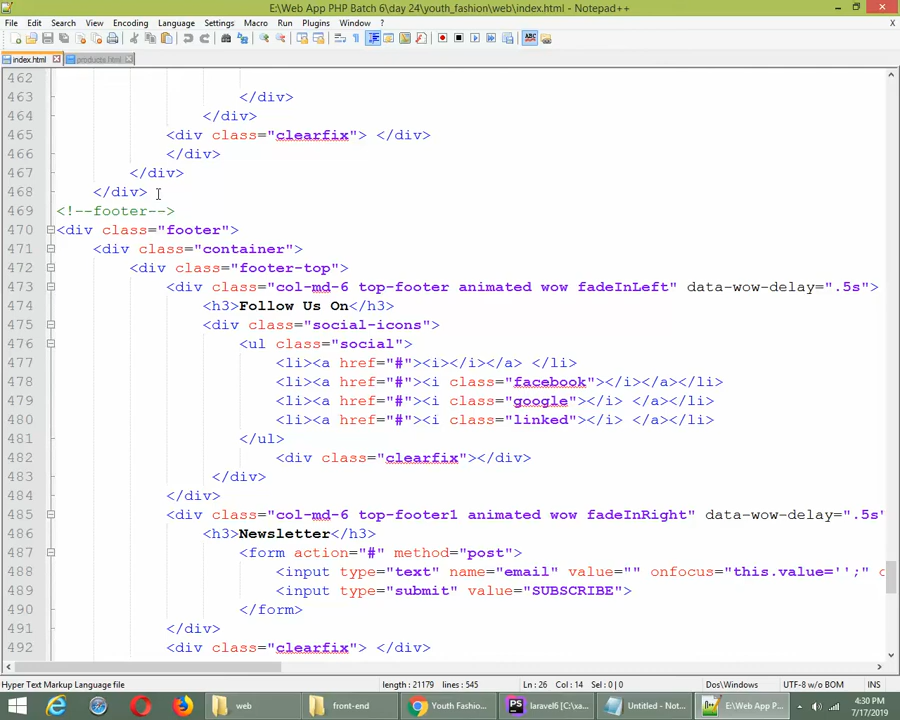 E:\Web App PHP Batch 6\day 24\youth_fashion\web\index.html - Notepad++
File Edit Search View Encoding Language Settings Macro Run Plugins Window ?
index.html products.html
462
463 </div>
464 </div>
465 <div class="clearfix"> </div>
466 </div>
467 </div>
468 </div>
469 <!--footer-->
470 <div class="footer">
471 <div class="container">
472 <div class="footer-top">
473 <div class="col-md-6 top-footer animated wow fadeInLeft" data-wow-delay=".5s">
474 <h3>Follow Us On</h3>
475 <div class="social-icons">
476 <ul class="social">
477 <li><a href="#"><i></i></a> </li>
478 <li><a href="#"><i class="facebook"></i></a></li>
479 <li><a href="#"><i class="google"></i> </a></li>
480 <li><a href="#"><i class="linked"></i> </a></li>
481 </ul>
482 <div class="clearfix"></div>
483 </div>
484 </div>
485 <div class="col-md-6 top-footer1 animated wow fadeInRight" data-wow-delay=".5s"
486 <h3>Newsletter</h3>
487 <form action="#" method="post">
488 <input type="text" name="email" value="" onfocus="this.value='';" o
489 <input type="submit" value="SUBSCRIBE">
490 </form>
491 </div>
492 <div class="clearfix"> </div>
Hyper Text Markup Language file length : 21179 lines : 545 Ln : 26 Col : 14 Sel : 0 | 0 Dos\Windows UTF-8 w/o BOM INS
web front-end Youth Fashio... laravel6 [C:\xa... Untitled - Note... E:\Web App P... 4:30 PM
7/17/2019